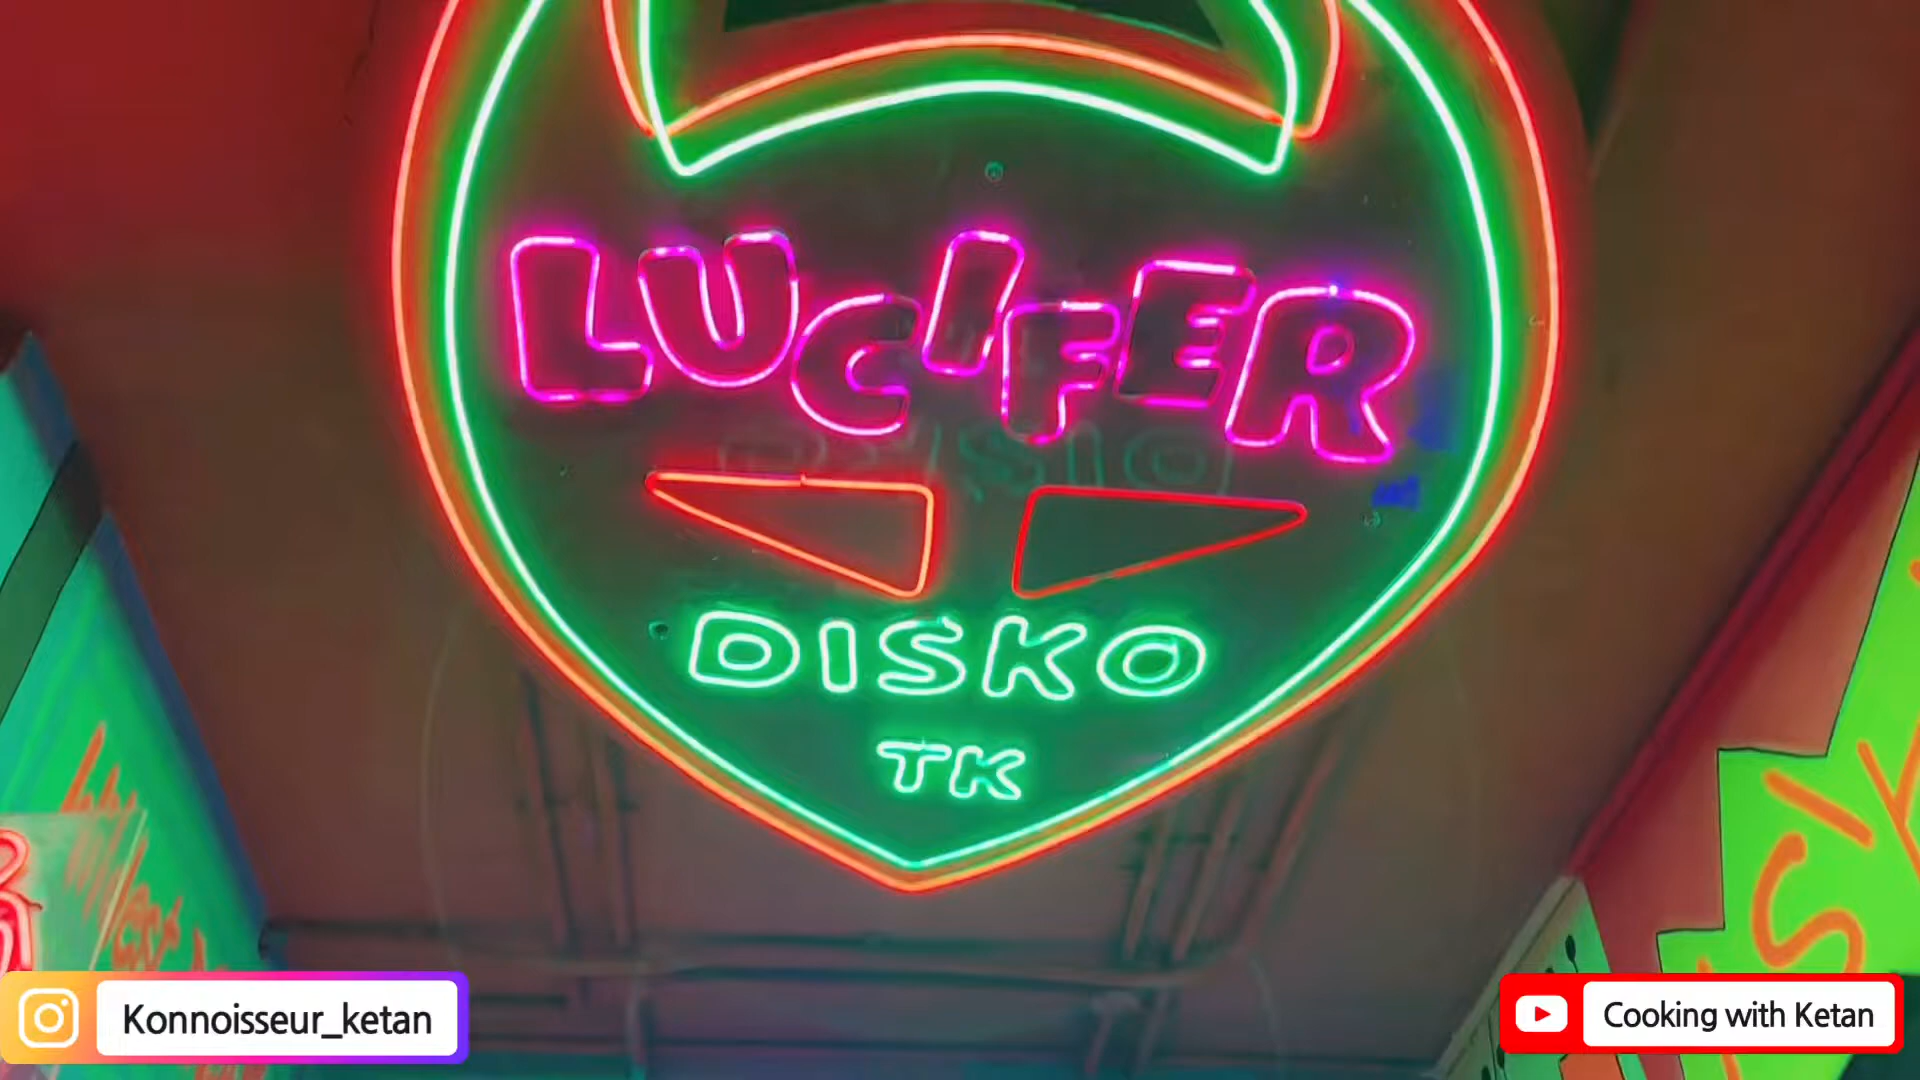 LUCIFER
DISKO
TK
Konnoisseur_ketan
Cooking with Ketan